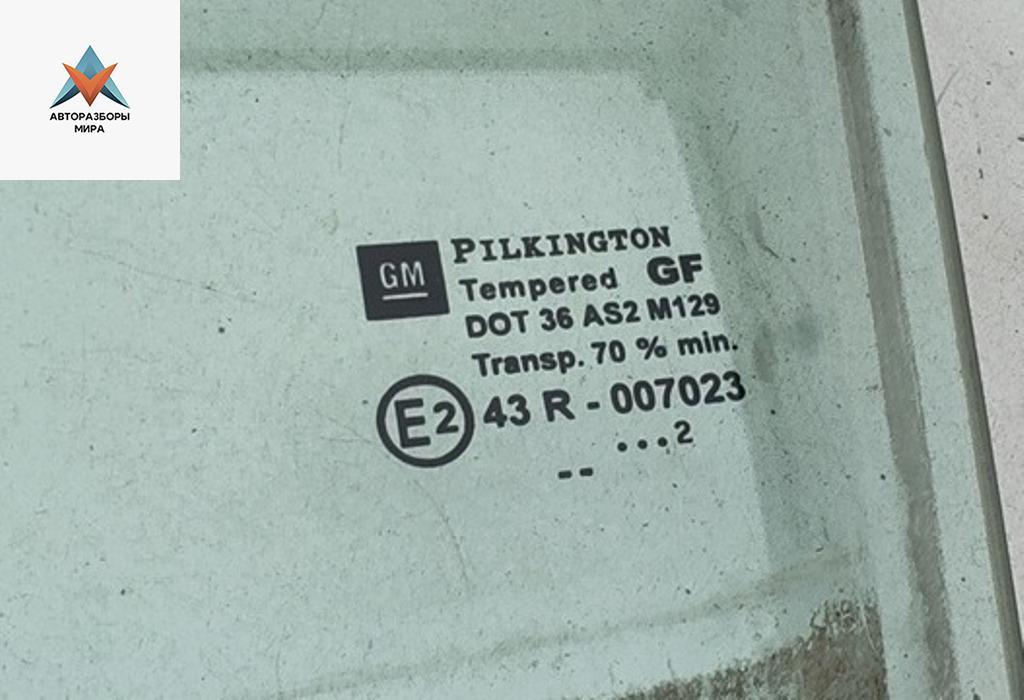 АВТОРАЗБОРЫ
МИРА
GM
PILKINGTON
Tempered GF
DOT 36 AS2 M129
Transp. 70 % min.
E2 43 R - 007023
...2
--